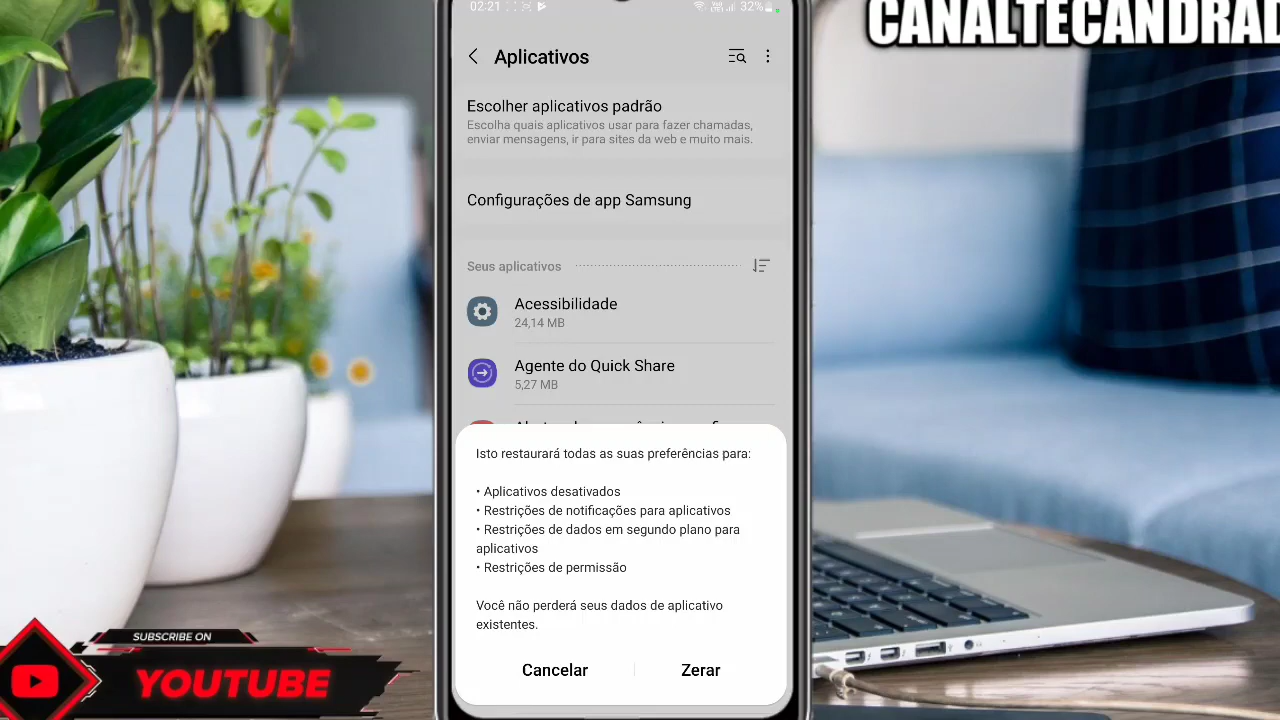 CANALTECANDRAD
02:21
32%
Aplicativos
Escolher aplicativos padrão
Escolha quais aplicativos usar para fazer chamadas,
enviar mensagens, ir para sites da web e muito mais.
Configurações de app Samsung
Seus aplicativos
Acessibilidade
24,14 MB
Agente do Quick Share
5,27 MB
Isto restaurará todas as suas preferências para:
• Aplicativos desativados
• Restrições de notificações para aplicativos
• Restrições de dados em segundo plano para
aplicativos
• Restrições de permissão
Você não perderá seus dados de aplicativo
existentes.
Cancelar
Zerar
SUBSCRIBE ON
YOUTUBE